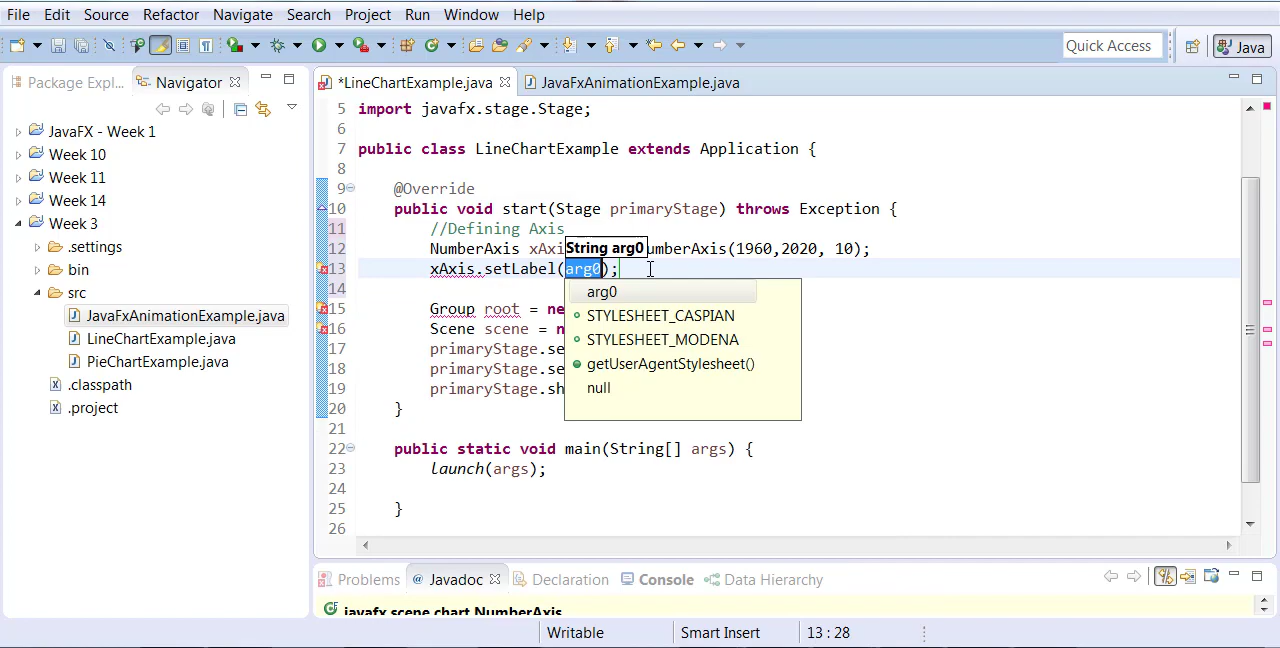 File Edit Source Refactor Navigate Search Project Run Window Help
Quick Access
Java
Package Expl...
Navigator
*LineChartExample.java
JavaFxAnimationExample.java
JavaFX - Week 1
Week 10
Week 11
Week 14
Week 3
.settings
bin
src
JavaFxAnimationExample.java
LineChartExample.java
PieChartExample.java
.classpath
.project
5 import javafx.stage.Stage;
6
7 public class LineChartExample extends Application {
8
9 @Override
10 public void start(Stage primaryStage) throws Exception {
11 //Defining Axis
12 NumberAxis xAxi
String arg0
umberAxis(1960,2020, 10);
13 xAxis.setLabel(arg0);
14
15 Group root = ne
16 Scene scene = n
17 primaryStage.se
18 primaryStage.se
19 primaryStage.sh
20 }
21
22 public static void main(String[] args) {
23 launch(args);
24
25 }
26
arg0
STYLESHEET_CASPIAN
STYLESHEET_MODENA
getUserAgentStylesheet()
null
Problems
@ Javadoc
Declaration
Console
Data Hierarchy
javafx.scene.chart.NumberAxis
Writable
Smart Insert
13 : 28